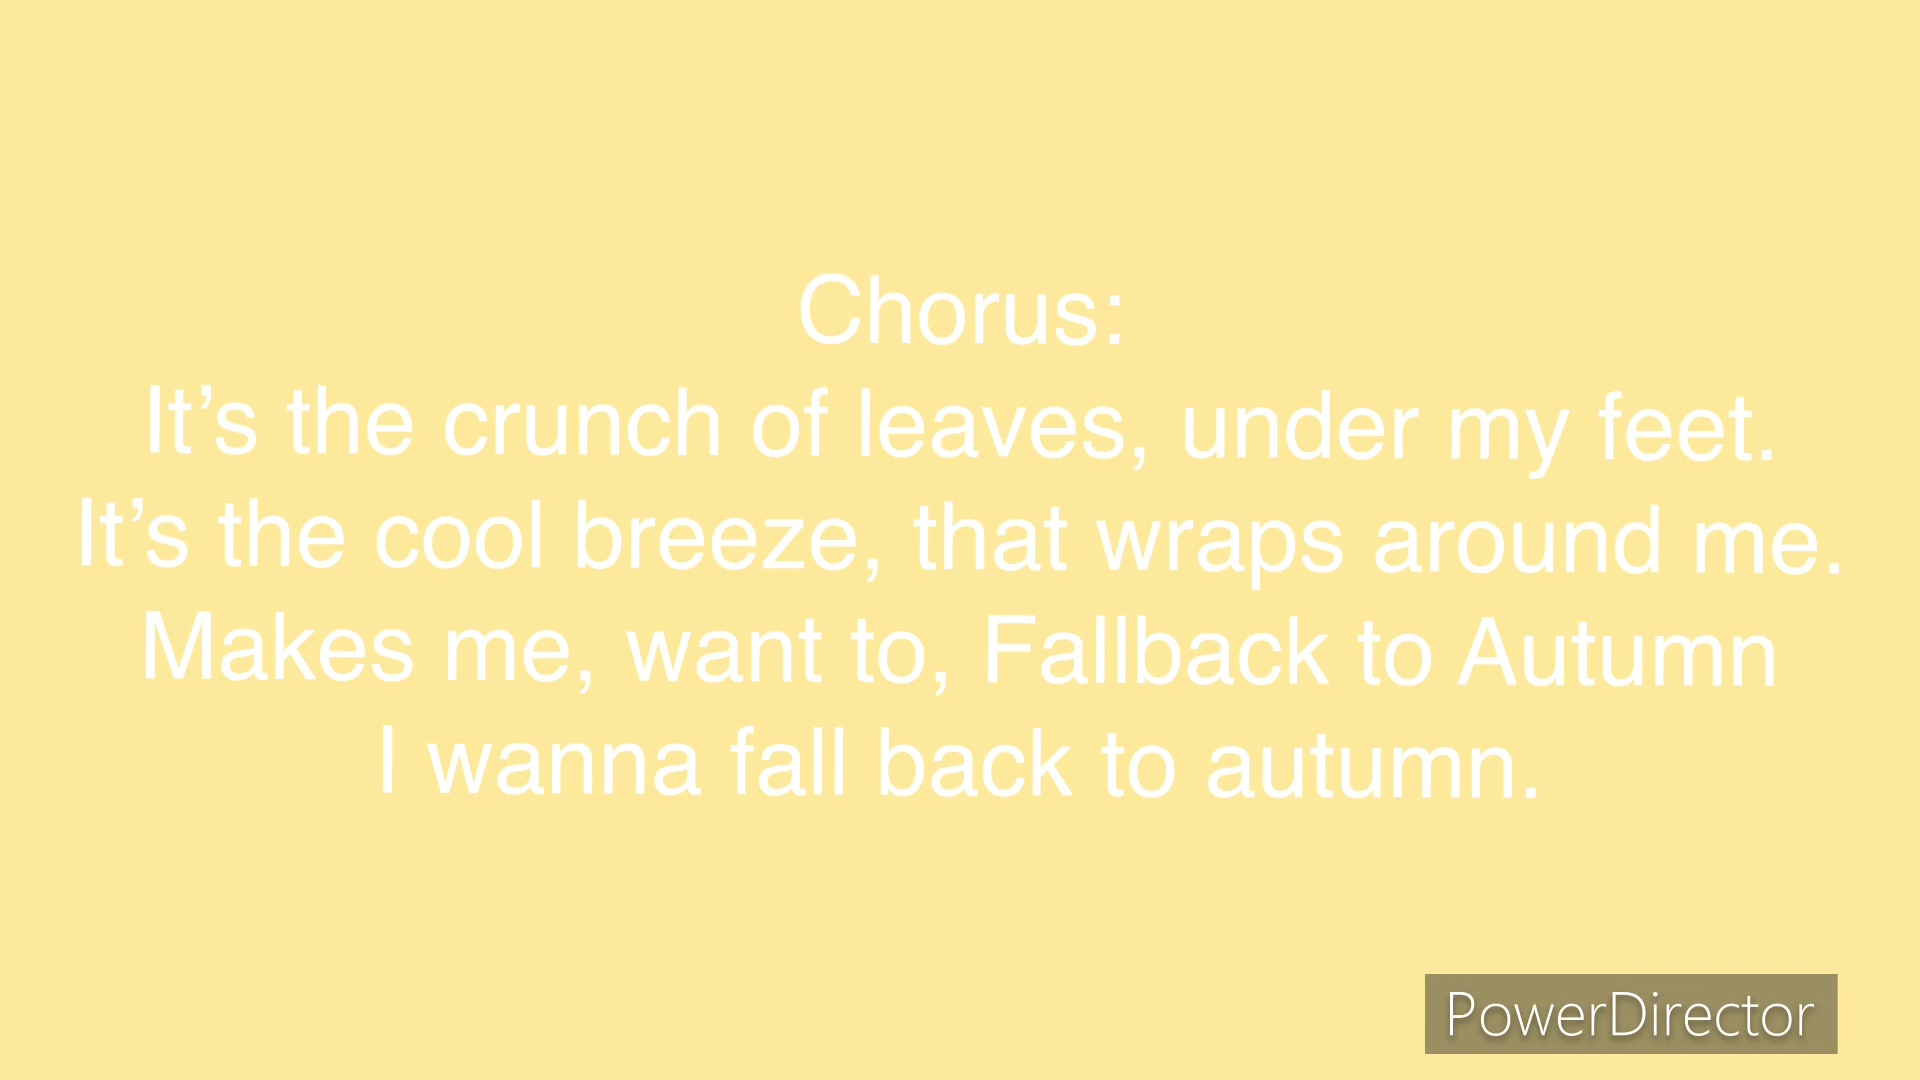 Chorus:
It’s the crunch of leaves, under my feet.
It’s the cool breeze, that wraps around me.
Makes me, want to, Fallback to Autumn
I wanna fall back to autumn.
PowerDirector